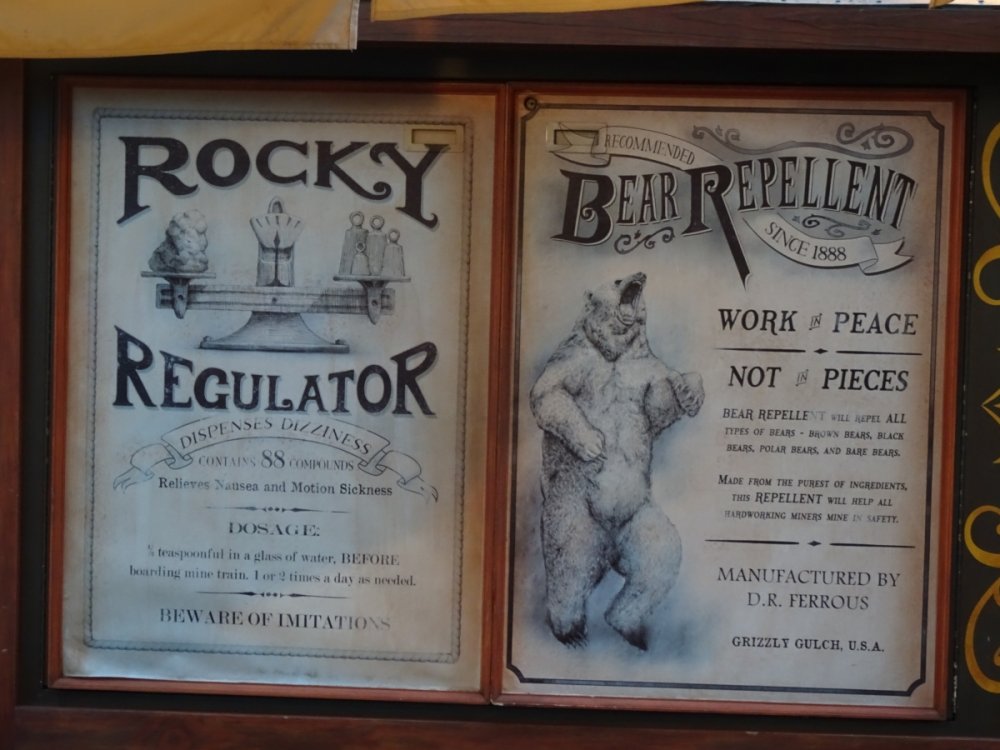 ROCKY
REGULATOR
DISPENSES DIZZINESS
CONTAINS 88 COMPOUNDS
Relieves Nausea and Motion Sickness
DOSAGE:
teaspoonful in a glass of water, BEFORE
boarding mine train. 1 or 2 times a day as needed.
BEWARE OF IMITATIONS
RECOMMENDED
BEAR REPELLENT
SINCE 1888
WORK IN PEACE
NOT IN PIECES
BEAR REPELLENT WILL REPEL ALL
TYPES OF BEARS - BROWN BEARS, BLACK
BEARS, POLAR BEARS, AND BARE BEARS.
MADE FROM THE PUREST OF INGREDIENTS,
THIS REPELLENT WILL HELP ALL
HARDWORKING MINERS MINE IN SAFETY.
MANUFACTURED BY
D.R. FERROUS
GRIZZLY GULCH, U.S.A.